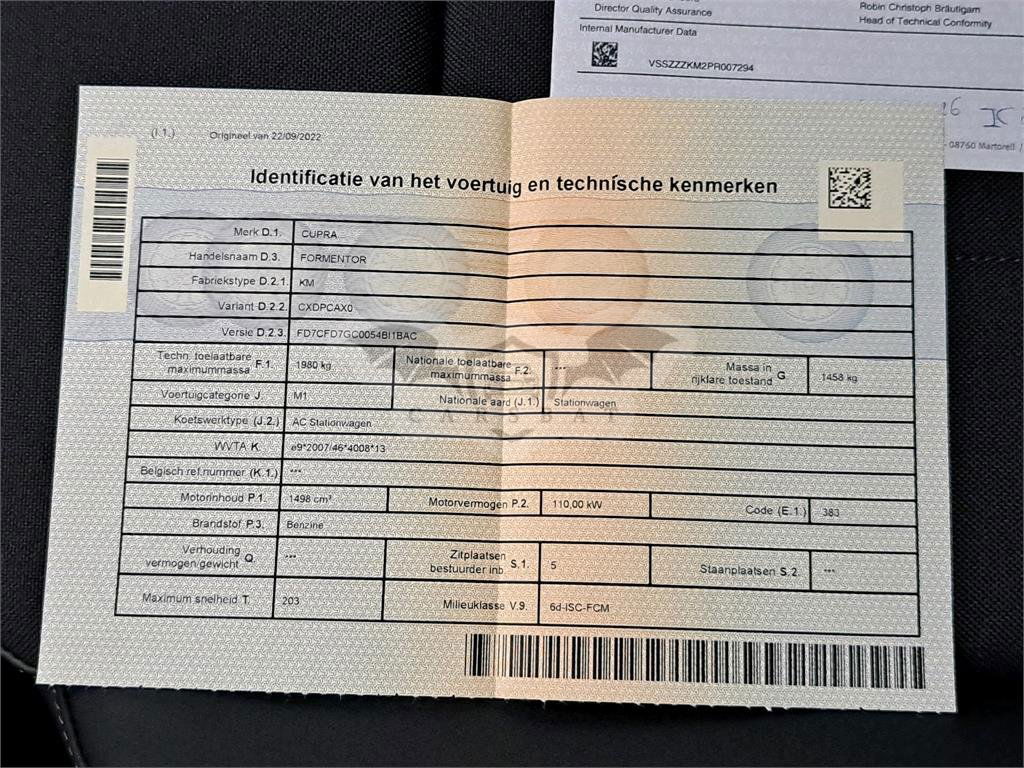 Director Quality Assurance
Robin Christoph Bräutigam
Head of Technical Conformity
Internal Manufacturer Data
VSSZZZKM2PR007294
26
- 08760 Martorell /
(I.1.) Origineel van 22/09/2022
Identificatie van het voertuig en technische kenmerken
Merk D.1. CUPRA
Handelsnaam D.3. FORMENTOR
Fabriekstype D.2.1. KM
Variant D.2.2. CXDPCAX0
Versie D.2.3. FD7CFD7GC0054BI1BAC
Techn. toelaatbare maximummassa F.1. 1980 kg Nationale toelaatbare maximummassa F.2. --- Massa in rijklare toestand G 1458 kg
Voertuigcategorie J. M1 Nationale aard (J.1.) Stationwagen
CARSDAT
Koetswerktype (J.2.) AC Stationwagen
WVTA K. e9*2007/46*4008*13
Belgisch ref.nummer (K.1.) ---
Motorinhoud P.1. 1498 cm³ Motorvermogen P.2. 110,00 kW Code (E.1.) 383
Brandstof P.3. Benzine
Verhouding vermogen/gewicht Q. --- Zitplaatsen bestuurder inb. S.1. 5 Staanplaatsen S.2. ---
Maximum snelheid T. 203 Milieuklasse V.9. 6d-ISC-FCM